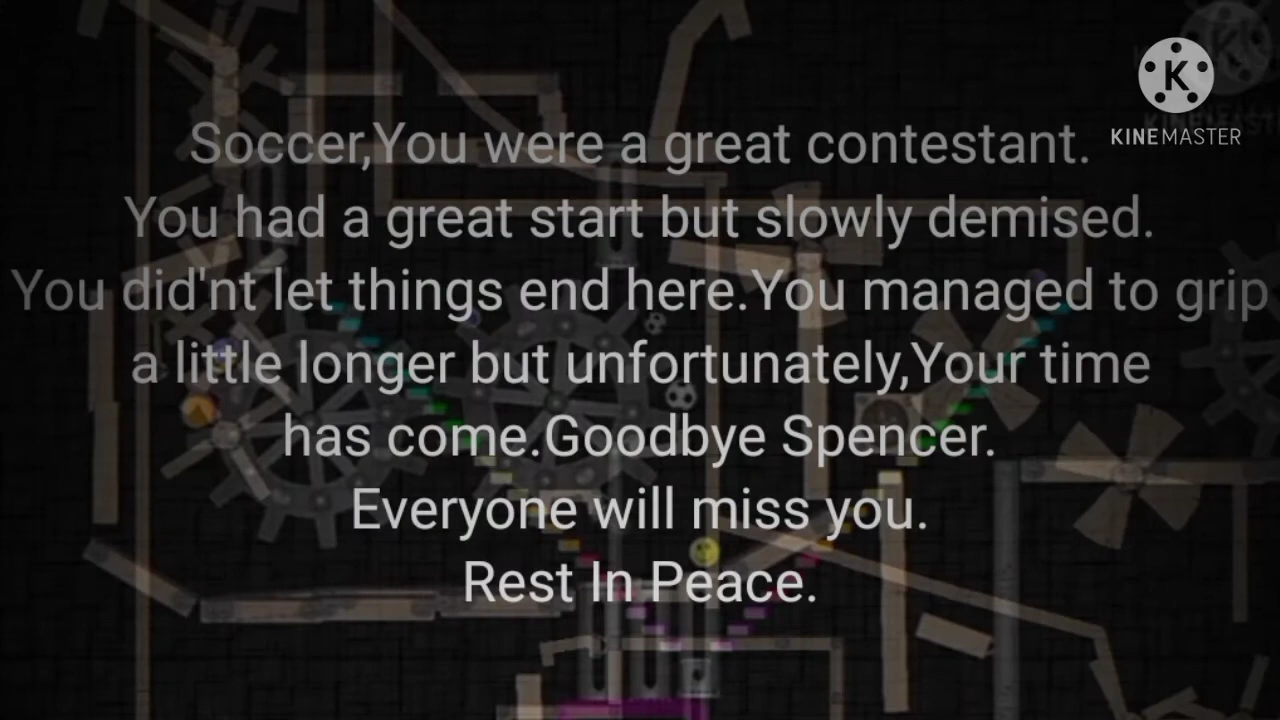 KINEMASTER
Soccer,You were a great contestant.
You had a great start but slowly demised.
You did'nt let things end here.You managed to grip
a little longer but unfortunately,Your time
has come.Goodbye Spencer.
Everyone will miss you.
Rest In Peace.